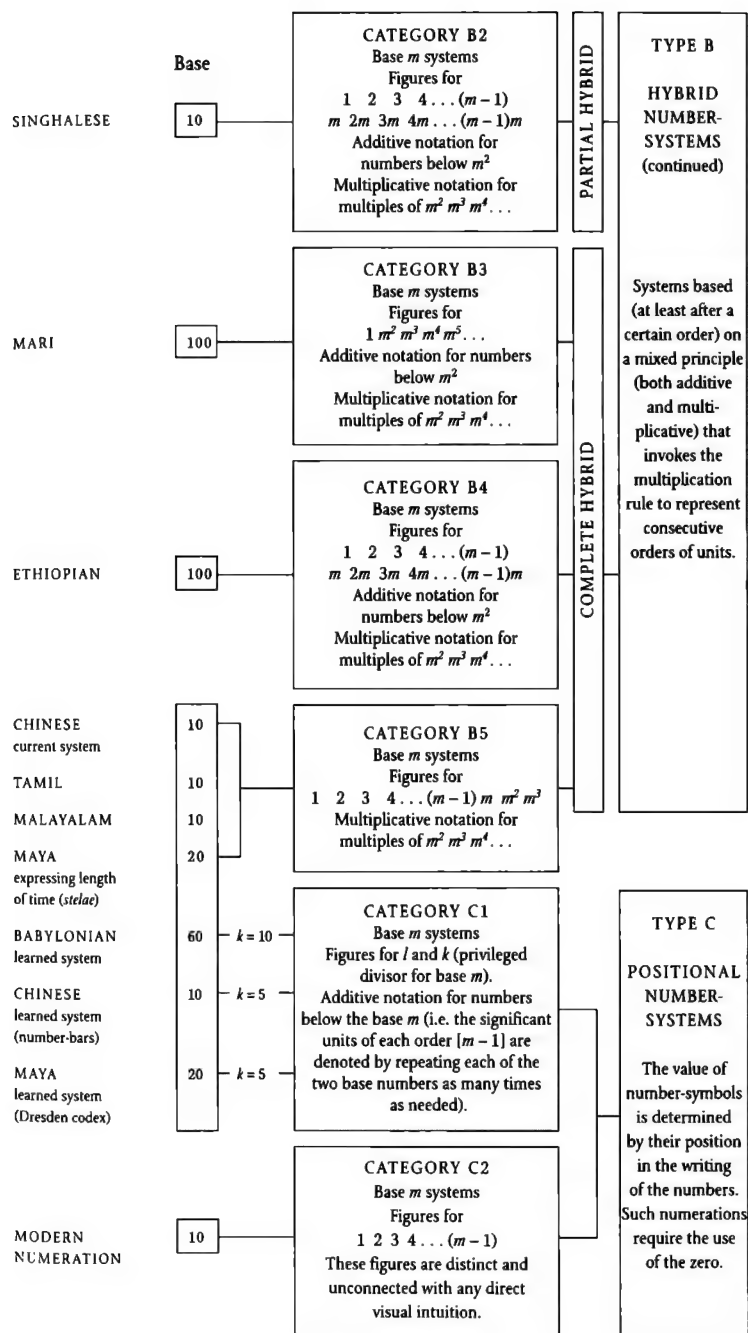 Base
SINGHALESE
10
CATEGORY B2
Base m systems
Figures for
1 2 3 4 . . . (m – 1)
m 2m 3m 4m . . . (m – 1)m
Additive notation for
numbers below m²
Multiplicative notation for
multiples of m² m³ m⁴ . . .
PARTIAL HYBRID
TYPE B
HYBRID
NUMBER-
SYSTEMS
(continued)
MARI
100
CATEGORY B3
Base m systems
Figures for
1 m² m³ m⁴ m⁵ . . .
Additive notation for numbers
below m²
Multiplicative notation for
multiples of m² m³ m⁴ . . .
Systems based
(at least after a
certain order) on
a mixed principle
(both additive
and multi-
plicative) that
invokes the
multiplication
rule to represent
consecutive
orders of units.
COMPLETE HYBRID
ETHIOPIAN
100
CATEGORY B4
Base m systems
Figures for
1 2 3 4 . . . (m – 1)
m 2m 3m 4m . . . (m – 1)m
Additive notation for
numbers below m²
Multiplicative notation for
multiples of m² m³ m⁴ . . .
CHINESE
current system
10
TAMIL
10
MALAYALAM
10
MAYA
expressing length
of time (stelae)
20
CATEGORY B5
Base m systems
Figures for
1 2 3 4 . . . (m – 1) m m² m³
Multiplicative notation for
multiples of m² m³ m⁴ . . .
BABYLONIAN
learned system
60
k = 10
CHINESE
learned system
(number-bars)
10
k = 5
MAYA
learned system
(Dresden codex)
20
k = 5
CATEGORY C1
Base m systems
Figures for l and k (privileged
divisor for base m).
Additive notation for numbers
below the base m (i.e. the significant
units of each order [m – 1] are
denoted by repeating each of the
two base numbers as many times
as needed).
TYPE C
POSITIONAL
NUMBER-
SYSTEMS
The value of
number-symbols
is determined
by their position
in the writing
of the numbers.
Such numerations
require the use
of the zero.
MODERN
NUMERATION
10
CATEGORY C2
Base m systems
Figures for
1 2 3 4 . . . (m – 1)
These figures are distinct and
unconnected with any direct
visual intuition.